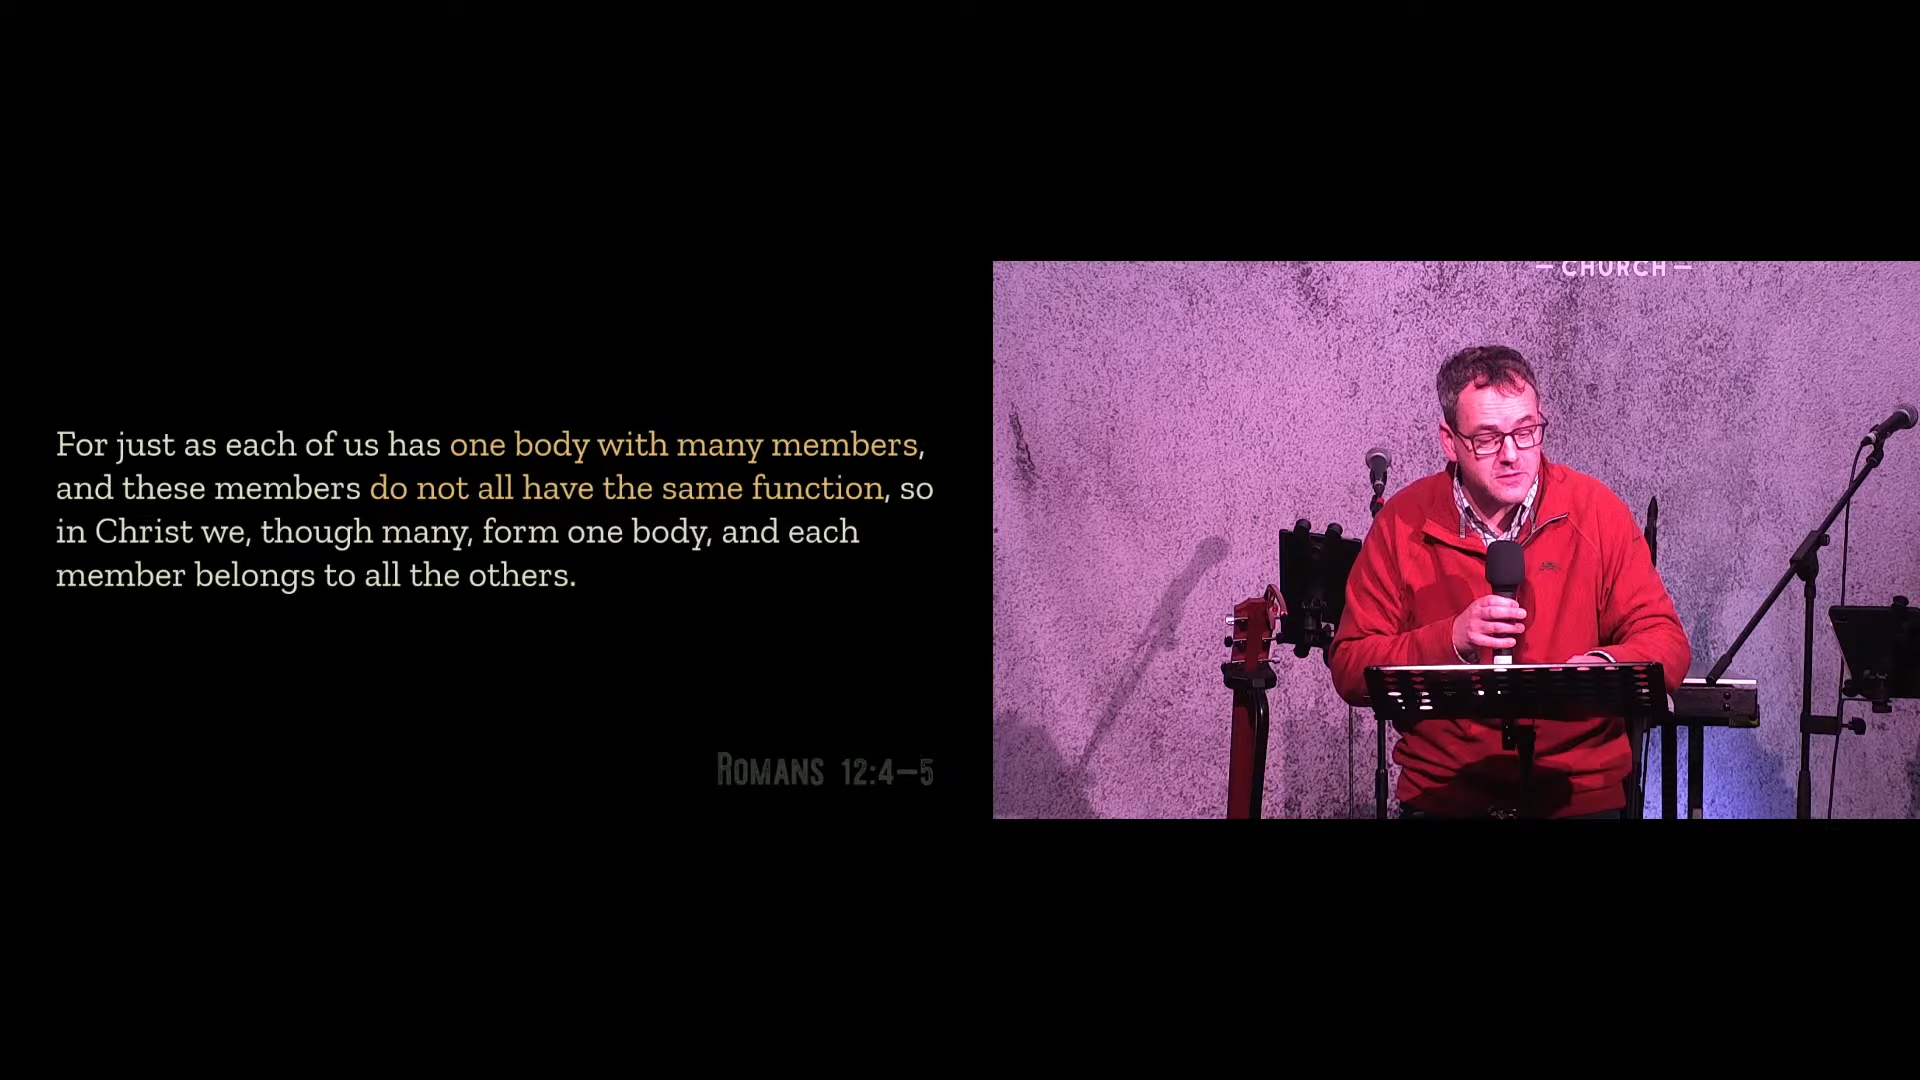 For just as each of us has one body with many members,
and these members do not all have the same function, so
in Christ we, though many, form one body, and each
member belongs to all the others.
Romans 12:4–5
— CHURCH —